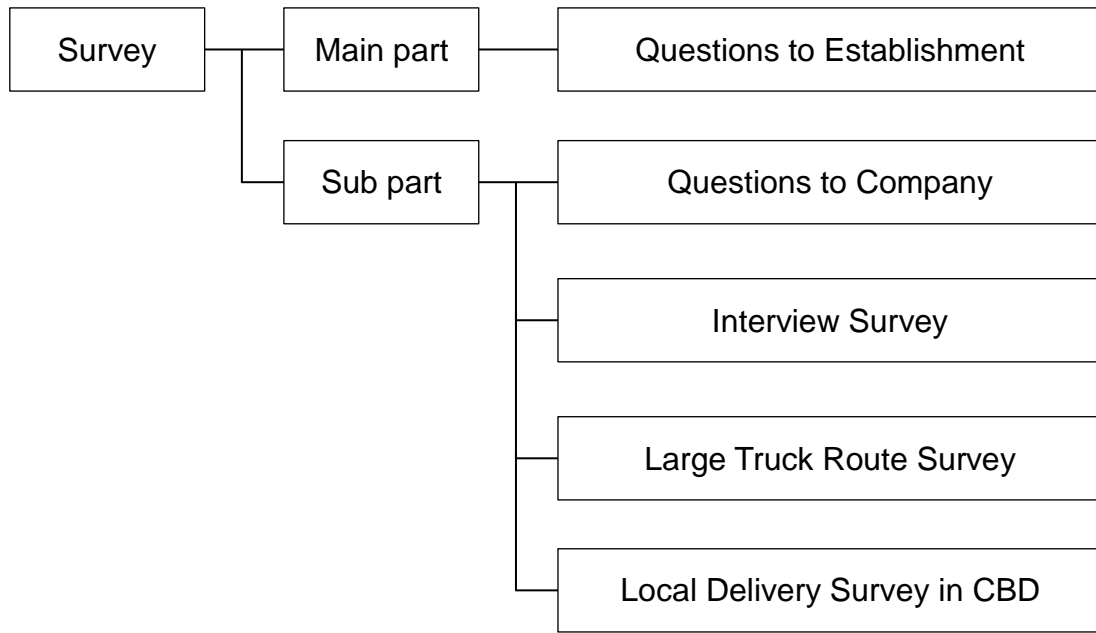 Survey
Main part
Questions to Establishment
Sub part
Questions to Company
Interview Survey
Large Truck Route Survey
Local Delivery Survey in CBD